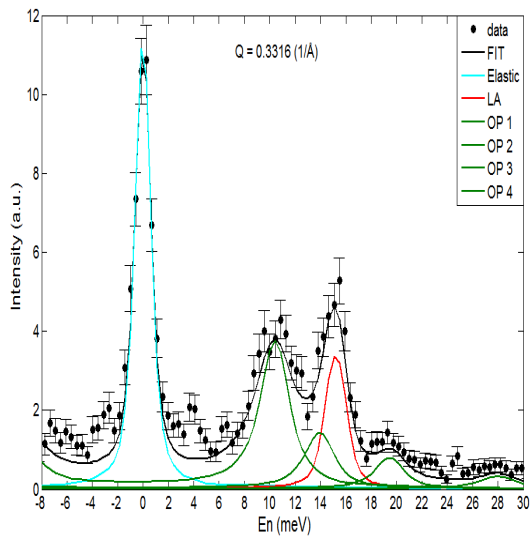 12
10
8
6
4
2
0
Intensity (a.u.)
Q = 0.3316 (1/Å)
data
FIT
Elastic
LA
OP 1
OP 2
OP 3
OP 4
-8 -6 -4 -2 0 2 4 6 8 10 12 14 16 18 20 22 24 26 28 30
En (meV)